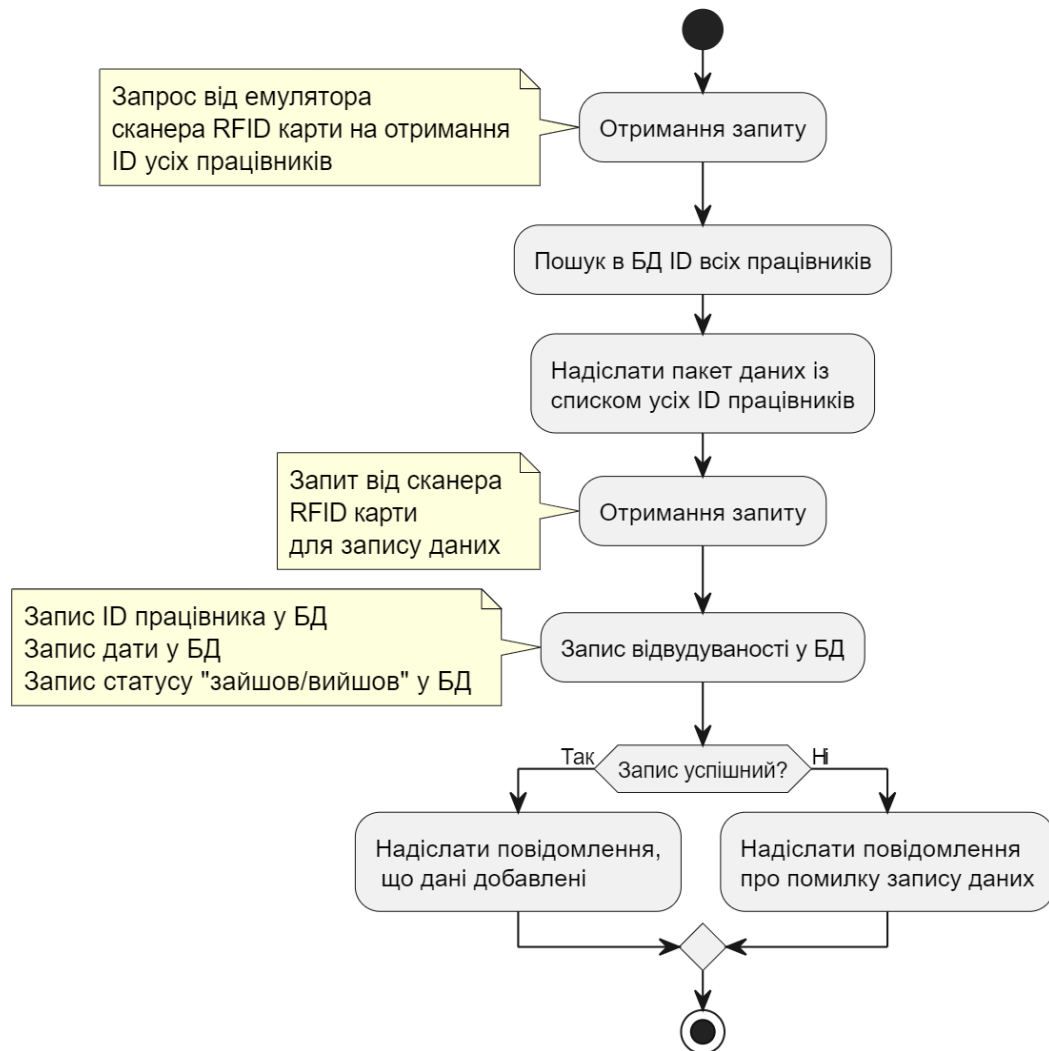 Запрос від емулятора
сканера RFID карти на отримання
ID усіх працівників
Отримання запиту
Пошук в БД ID всіх працівників
Надіслати пакет даних із
списком усіх ID працівників
Запит від сканера
RFID карти
для запису даних
Отримання запиту
Запис ID працівника у БД
Запис дати у БД
Запис статусу "зайшов/вийшов" у БД
Запис відвудуваності у БД
Так
Запис успішний?
Ні
Надіслати повідомлення,
що дані добавлені
Надіслати повідомлення
про помилку запису даних